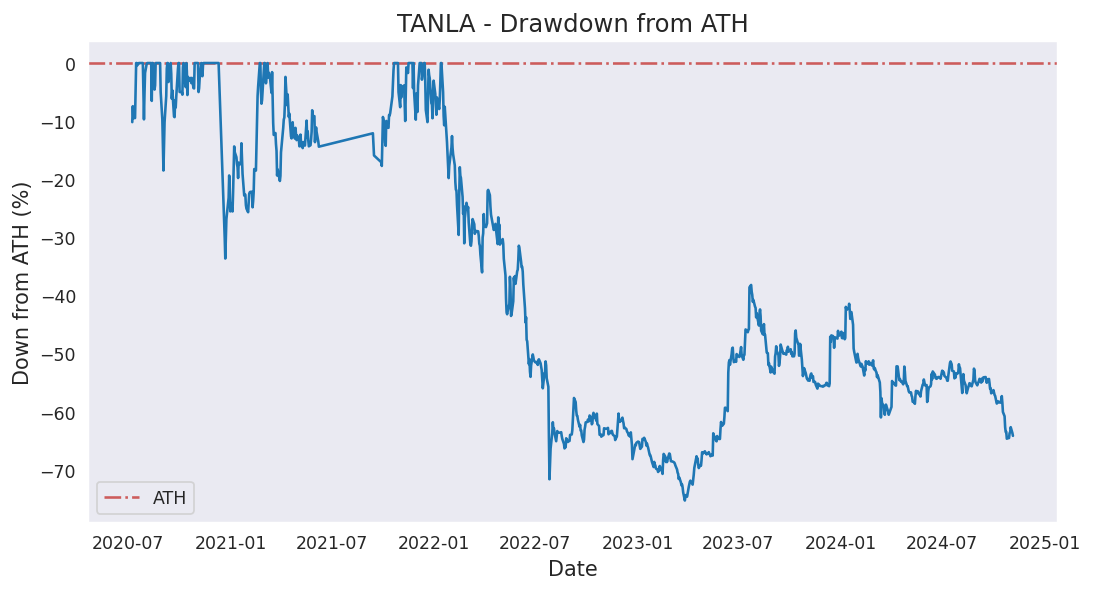 TANLA - Drawdown from ATH
Down from ATH (%)
0
−10
−20
−30
−40
−50
−60
−70
ATH
2020-07 2021-01 2021-07 2022-01 2022-07 2023-01 2023-07 2024-01 2024-07 2025-01
Date